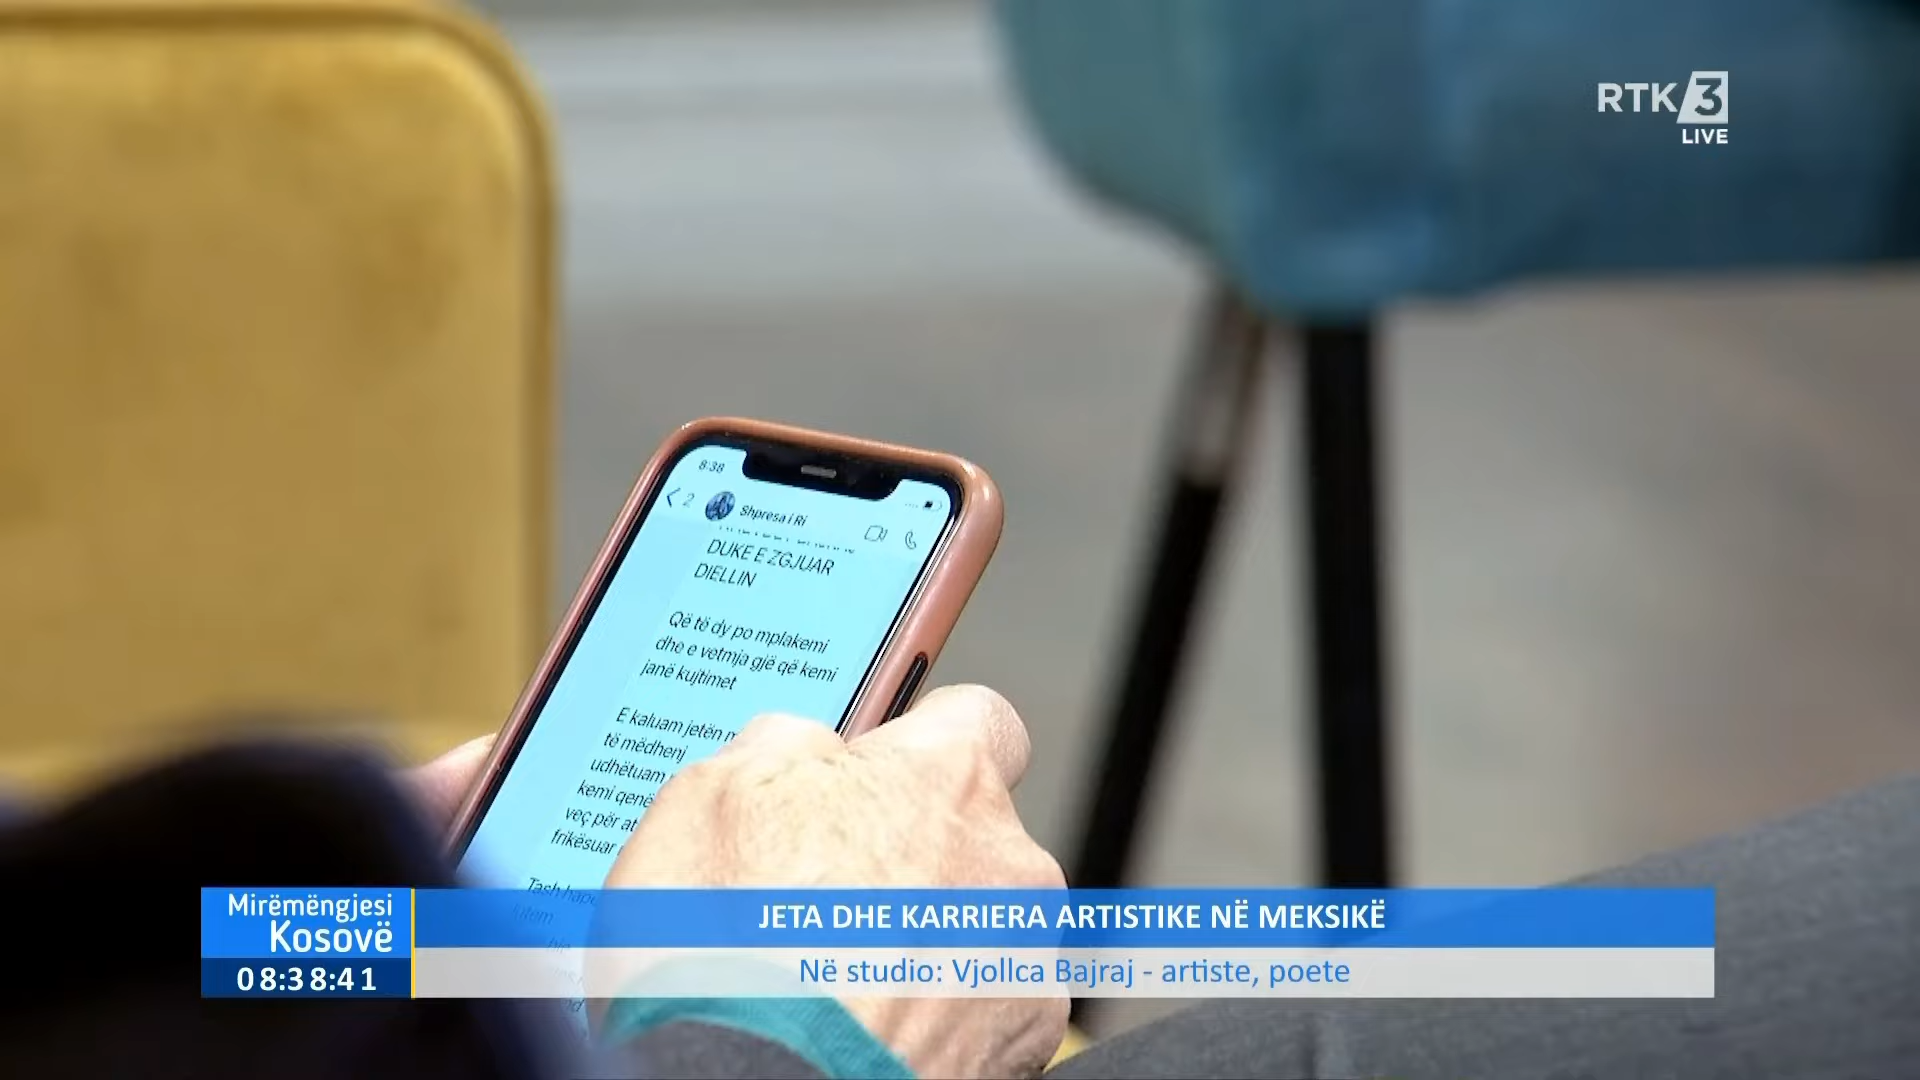 RTK 3
LIVE
8:38
2
Shpresa i Ri
DUKE E ZGJUAR
DIELLIN
Që të dy po mplakemi
dhe e vetmja gjë që kemi
janë kujtimet
E kaluam jetën
të mëdhenj
udhëtuam
kemi qenë
veç për
frikësuar
Tash
Mirëmëngjesi
Kosovë
08:38:41
JETA DHE KARRIERA ARTISTIKE NË MEKSIKË
Në studio: Vjollca Bajraj - artiste, poete